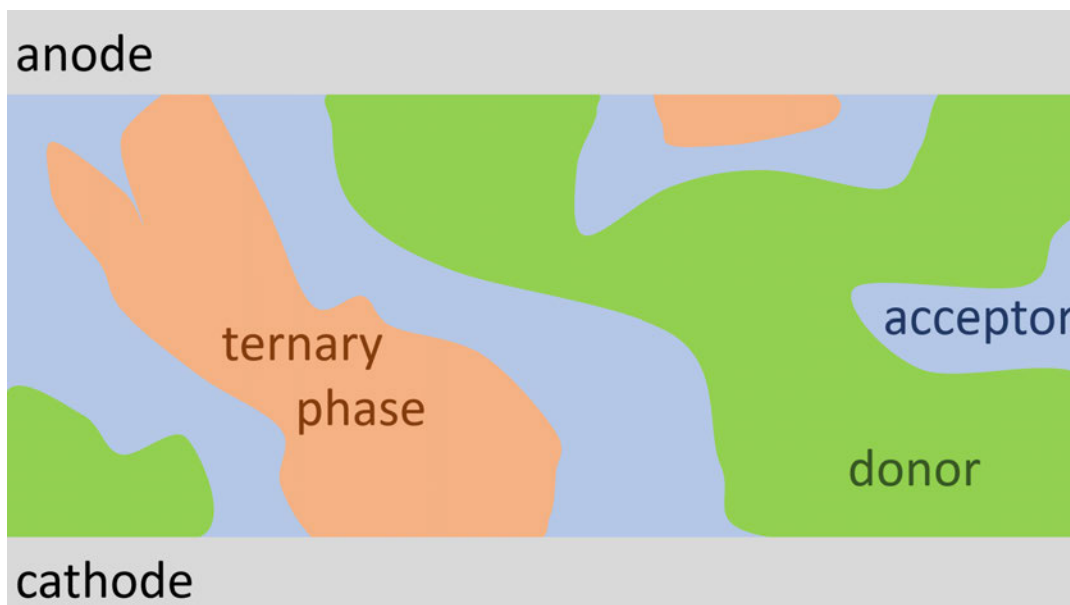 anode
acceptor
ternary
phase
donor
cathode